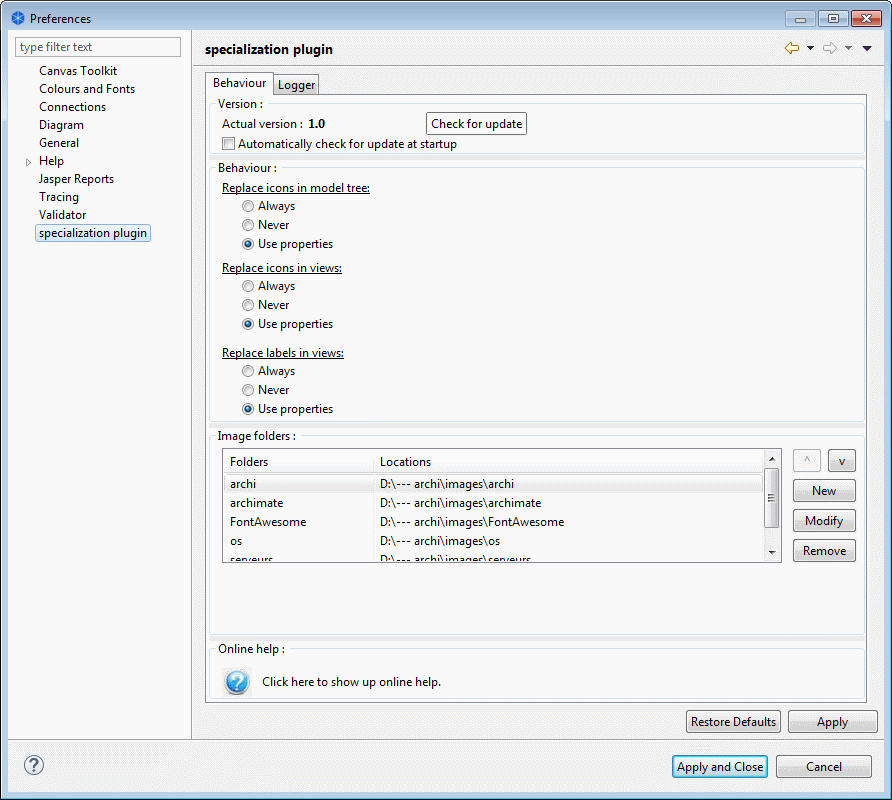 Preferences
type filter text
Canvas Toolkit
Colours and Fonts
Connections
Diagram
General
Help
Jasper Reports
Tracing
Validator
specialization plugin
specialization plugin
Behaviour
Logger
Version :
Actual version : 1.0
Check for update
Automatically check for update at startup
Behaviour :
Replace icons in model tree:
Always
Never
Use properties
Replace icons in views:
Always
Never
Use properties
Replace labels in views:
Always
Never
Use properties
Image folders :
Folders Locations
archi D:\--- archi\images\archi
archimate D:\--- archi\images\archimate
FontAwesome D:\--- archi\images\FontAwesome
os D:\--- archi\images\os
serveurs D:\--- archi\images\serveurs
^ v
New
Modify
Remove
Online help :
Click here to show up online help.
Restore Defaults
Apply
Apply and Close
Cancel